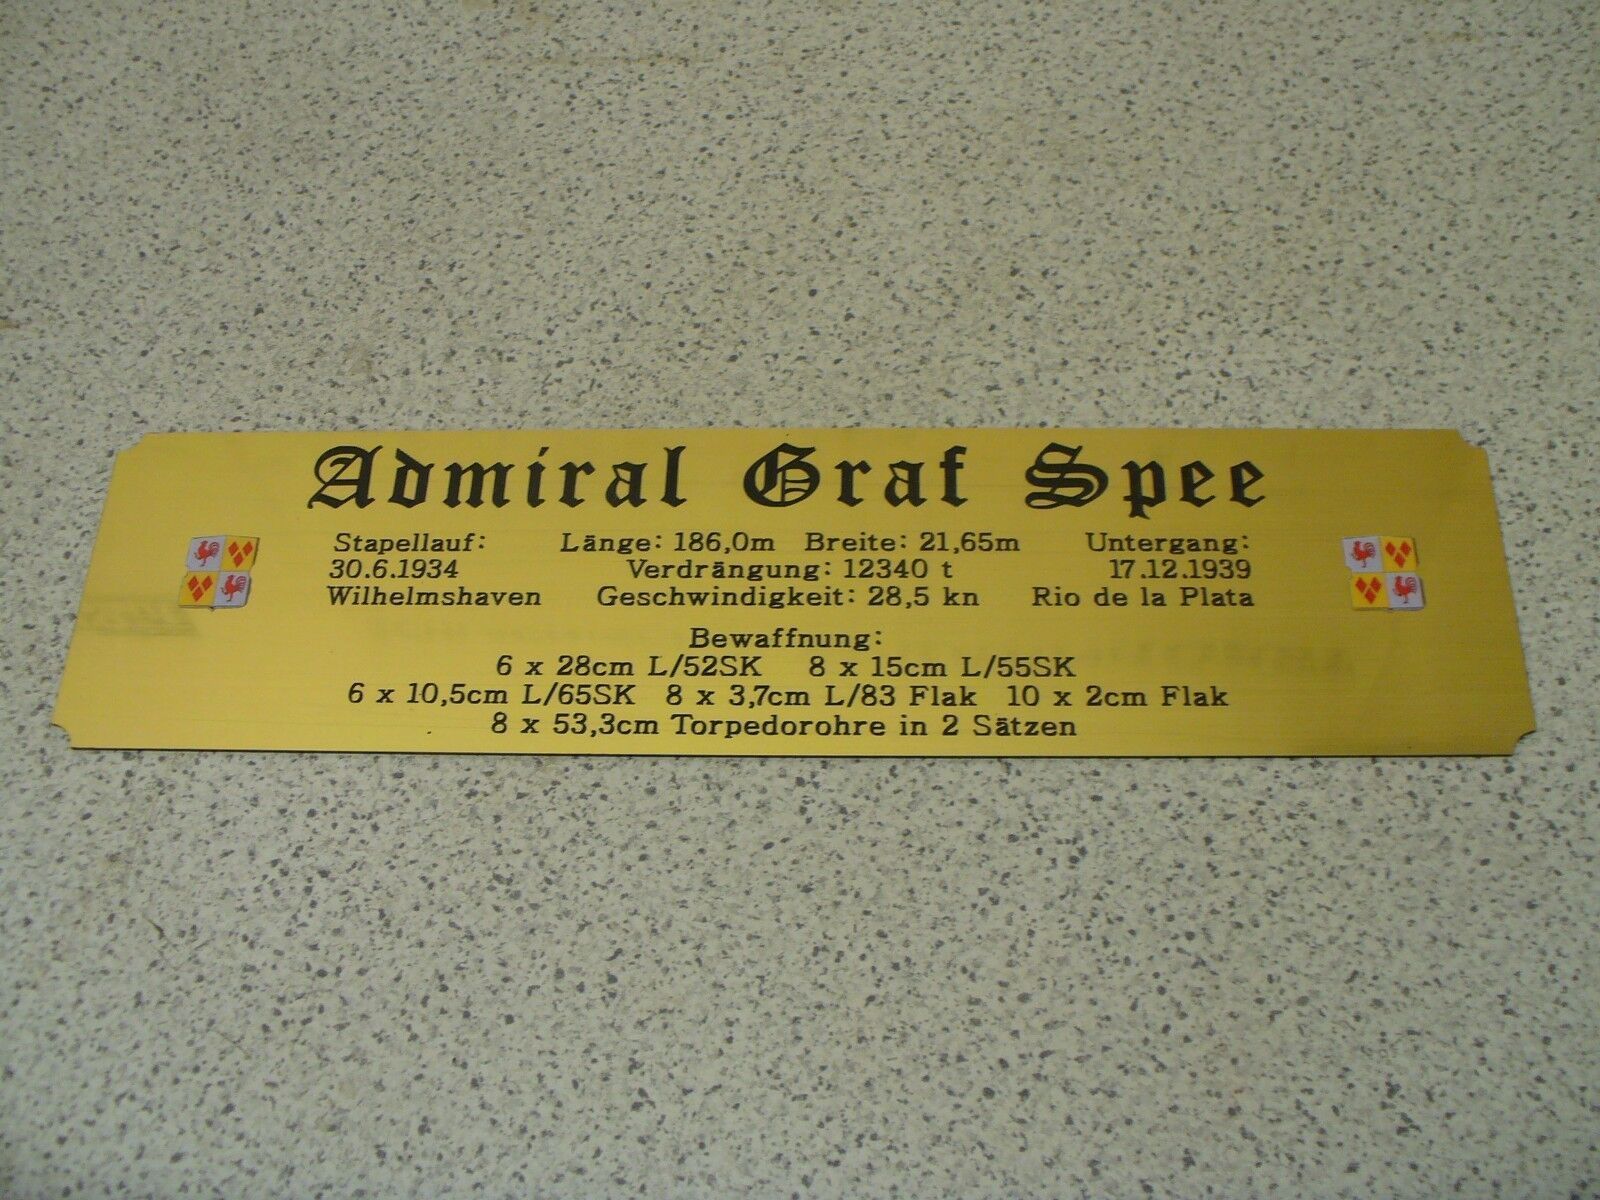 Admiral Graf Spee
Stapellauf: Länge: 186,0m Breite: 21,65m Untergang:
30.6.1934 Verdrängung: 12340 t 17.12.1939
Wilhelmshaven Geschwindigkeit: 28,5 kn Rio de la Plata
Bewaffnung:
6 x 28cm L/52SK 8 x 15cm L/55SK
6 x 10,5cm L/65SK 8 x 3,7cm L/83 Flak 10 x 2cm Flak
8 x 53,3cm Torpedorohre in 2 Sätzen